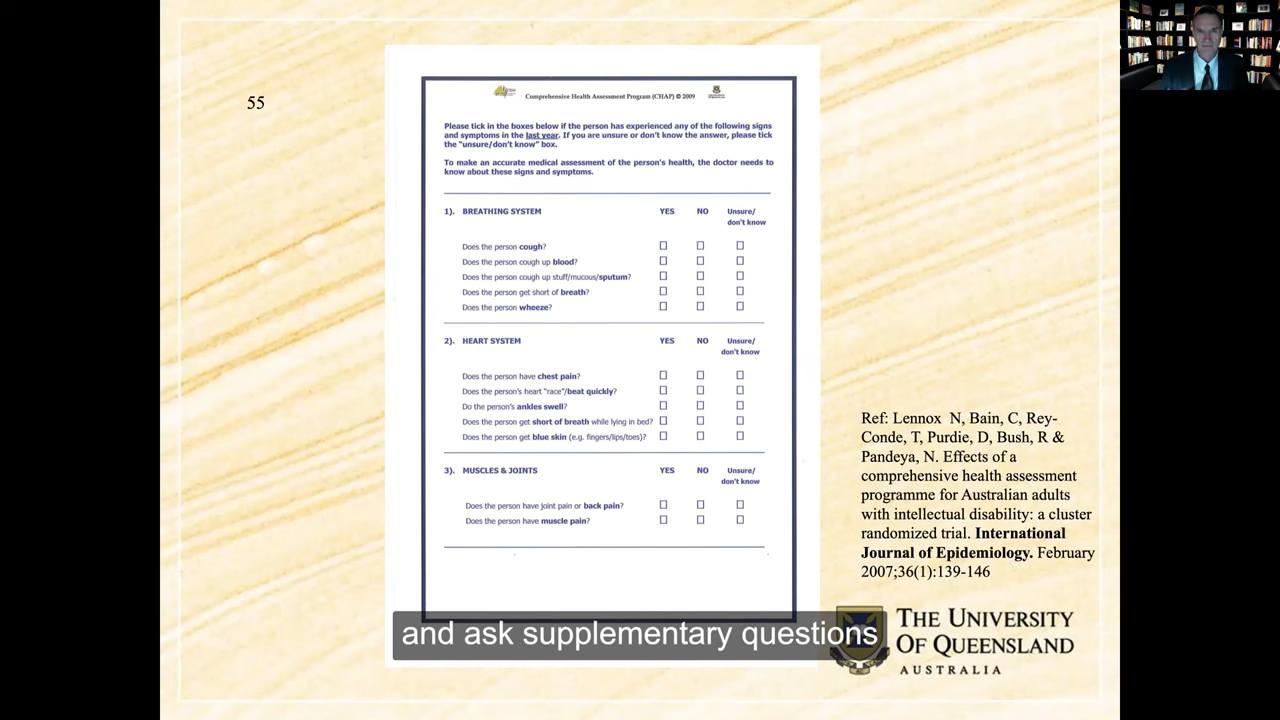 55
Comprehensive Health Assessment Program (CHAP) © 2009
Please tick in the boxes below if the person has experienced any of the following signs
and symptoms in the last year. If you are unsure or don't know the answer, please tick
the "unsure/don't know" box.
To make an accurate medical assessment of the person's health, the doctor needs to
know about these signs and symptoms.
1). BREATHING SYSTEM YES NO Unsure/
don't know
Does the person cough?
Does the person cough up blood?
Does the person cough up stuff/mucous/sputum?
Does the person get short of breath?
Does the person wheeze?
2). HEART SYSTEM YES NO Unsure/
don't know
Does the person have chest pain?
Does the person's heart "race"/beat quickly?
Do the person's ankles swell?
Does the person get short of breath while lying in bed?
Does the person get blue skin (e.g. fingers/lips/toes)?
3). MUSCLES & JOINTS YES NO Unsure/
don't know
Does the person have joint pain or back pain?
Does the person have muscle pain?
Ref: Lennox N, Bain, C, Rey-
Conde, T, Purdie, D, Bush, R &
Pandeya, N. Effects of a
comprehensive health assessment
programme for Australian adults
with intellectual disability: a cluster
randomized trial. International
Journal of Epidemiology. February
2007;36(1):139-146
and ask supplementary questions
THE UNIVERSITY
OF QUEENSLAND
AUSTRALIA